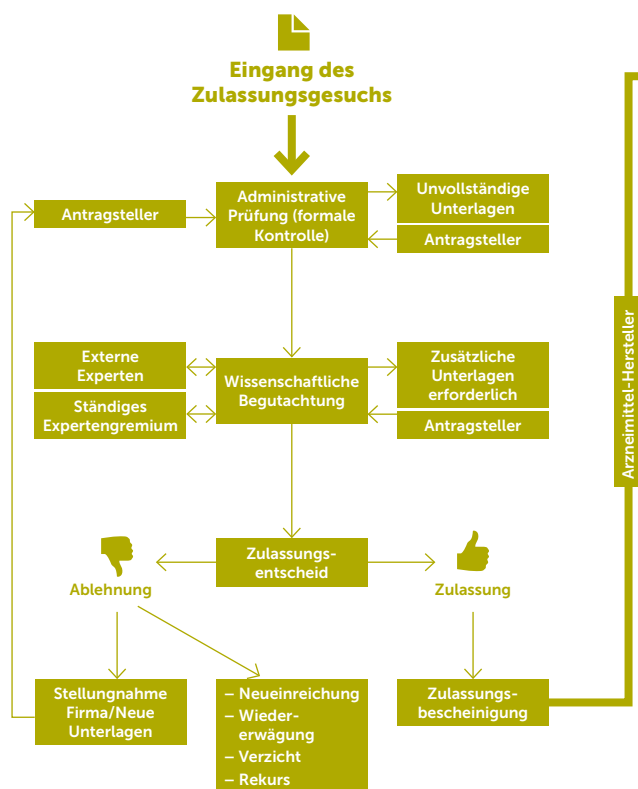 Eingang des
Zulassungsgesuchs
Antragsteller
Administrative
Prüfung (formale
Kontrolle)
Unvollständige
Unterlagen
Antragsteller
Externe
Experten
Ständiges
Expertengremium
Wissenschaftliche
Begutachtung
Zusätzliche
Unterlagen
erforderlich
Antragsteller
Arzneimittel-Hersteller
Ablehnung
Zulassungs-
entscheid
Zulassung
Stellungnahme
Firma/Neue
Unterlagen
– Neueinreichung
– Wieder-
erwägung
– Verzicht
– Rekurs
Zulassungs-
bescheinigung